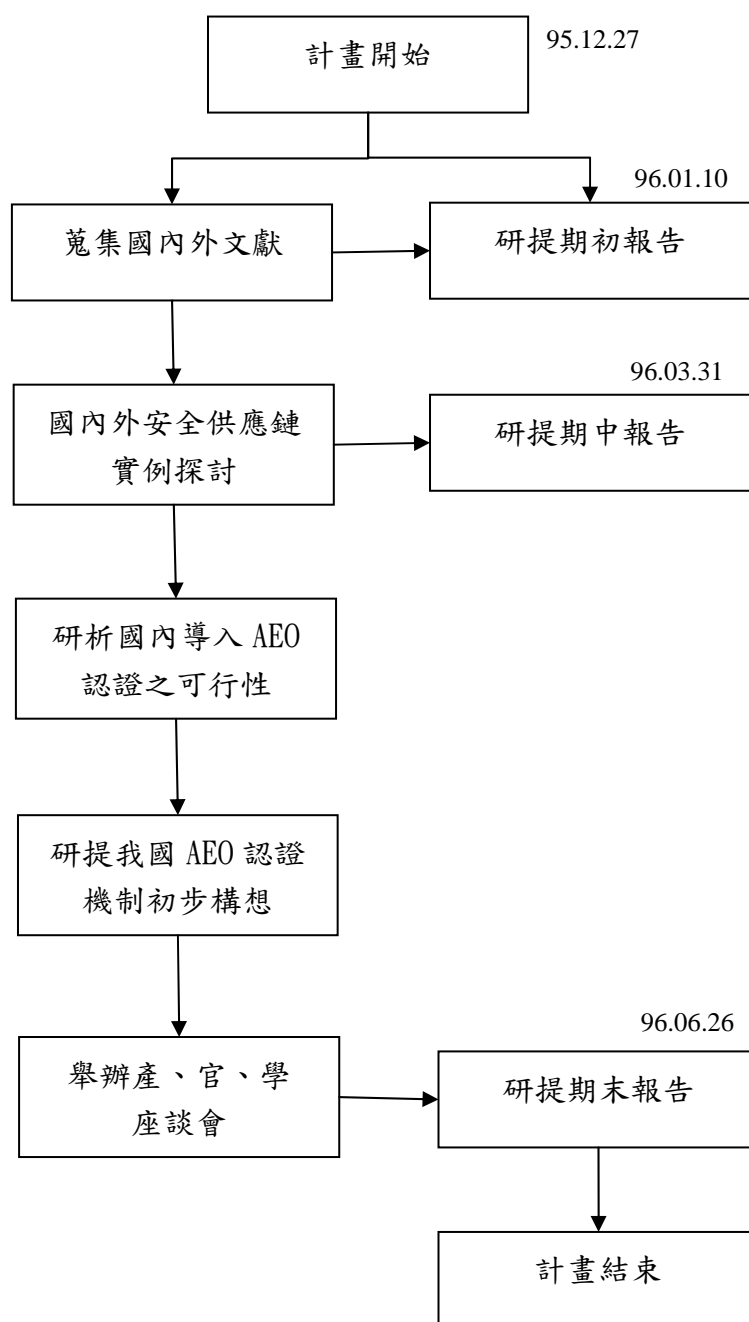 計畫開始
95.12.27
96.01.10
蒐集國內外文獻
研提期初報告
96.03.31
國內外安全供應鏈
實例探討
研提期中報告
研析國內導入 AEO
認證之可行性
研提我國 AEO 認證
機制初步構想
96.06.26
舉辦產、官、學
座談會
研提期末報告
計畫結束